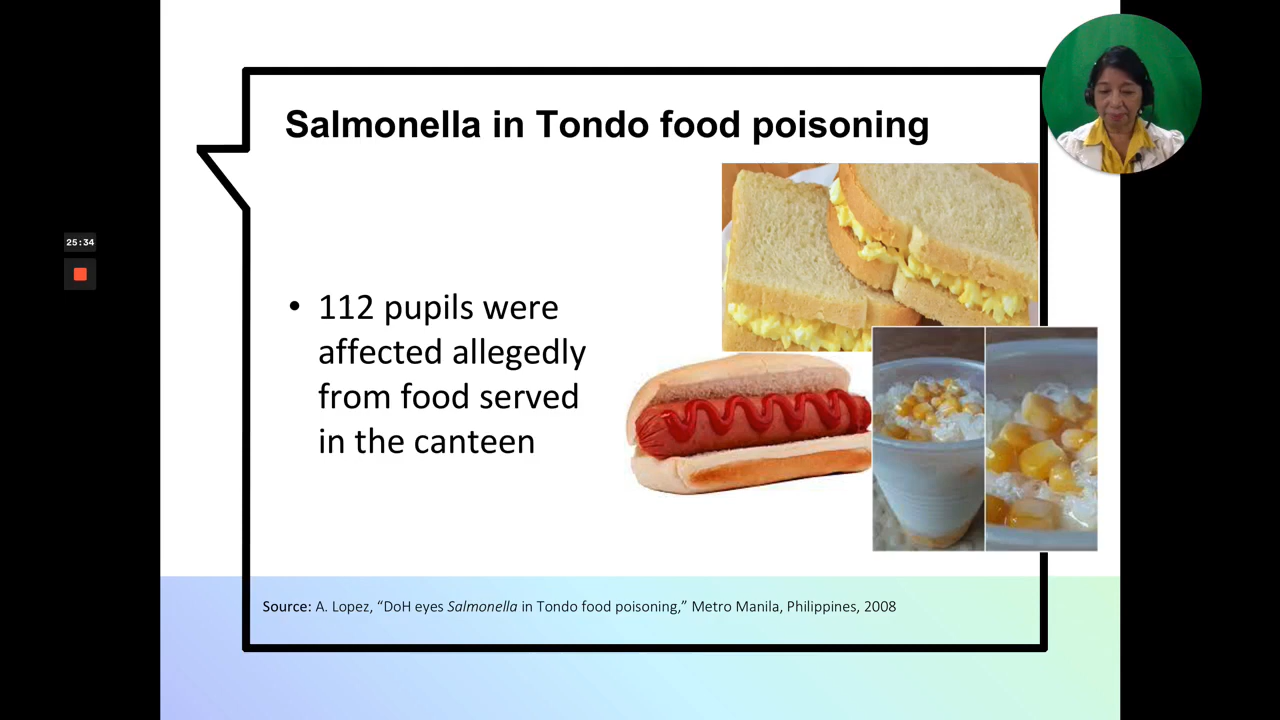 Salmonella in Tondo food poisoning
25:34
• 112 pupils were
affected allegedly
from food served
in the canteen
Source: A. Lopez, “DoH eyes Salmonella in Tondo food poisoning,” Metro Manila, Philippines, 2008